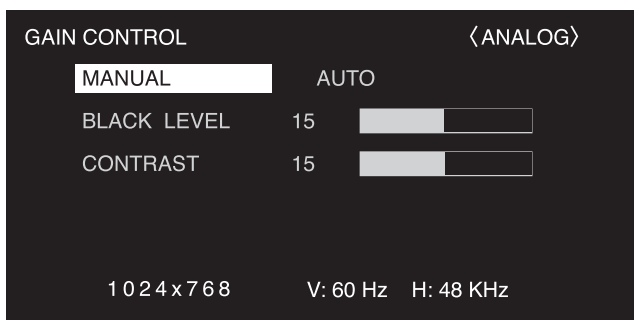 GAIN CONTROL 〈ANALOG〉
MANUAL AUTO
BLACK LEVEL 15
CONTRAST 15
1024x768 V: 60 Hz H: 48 KHz